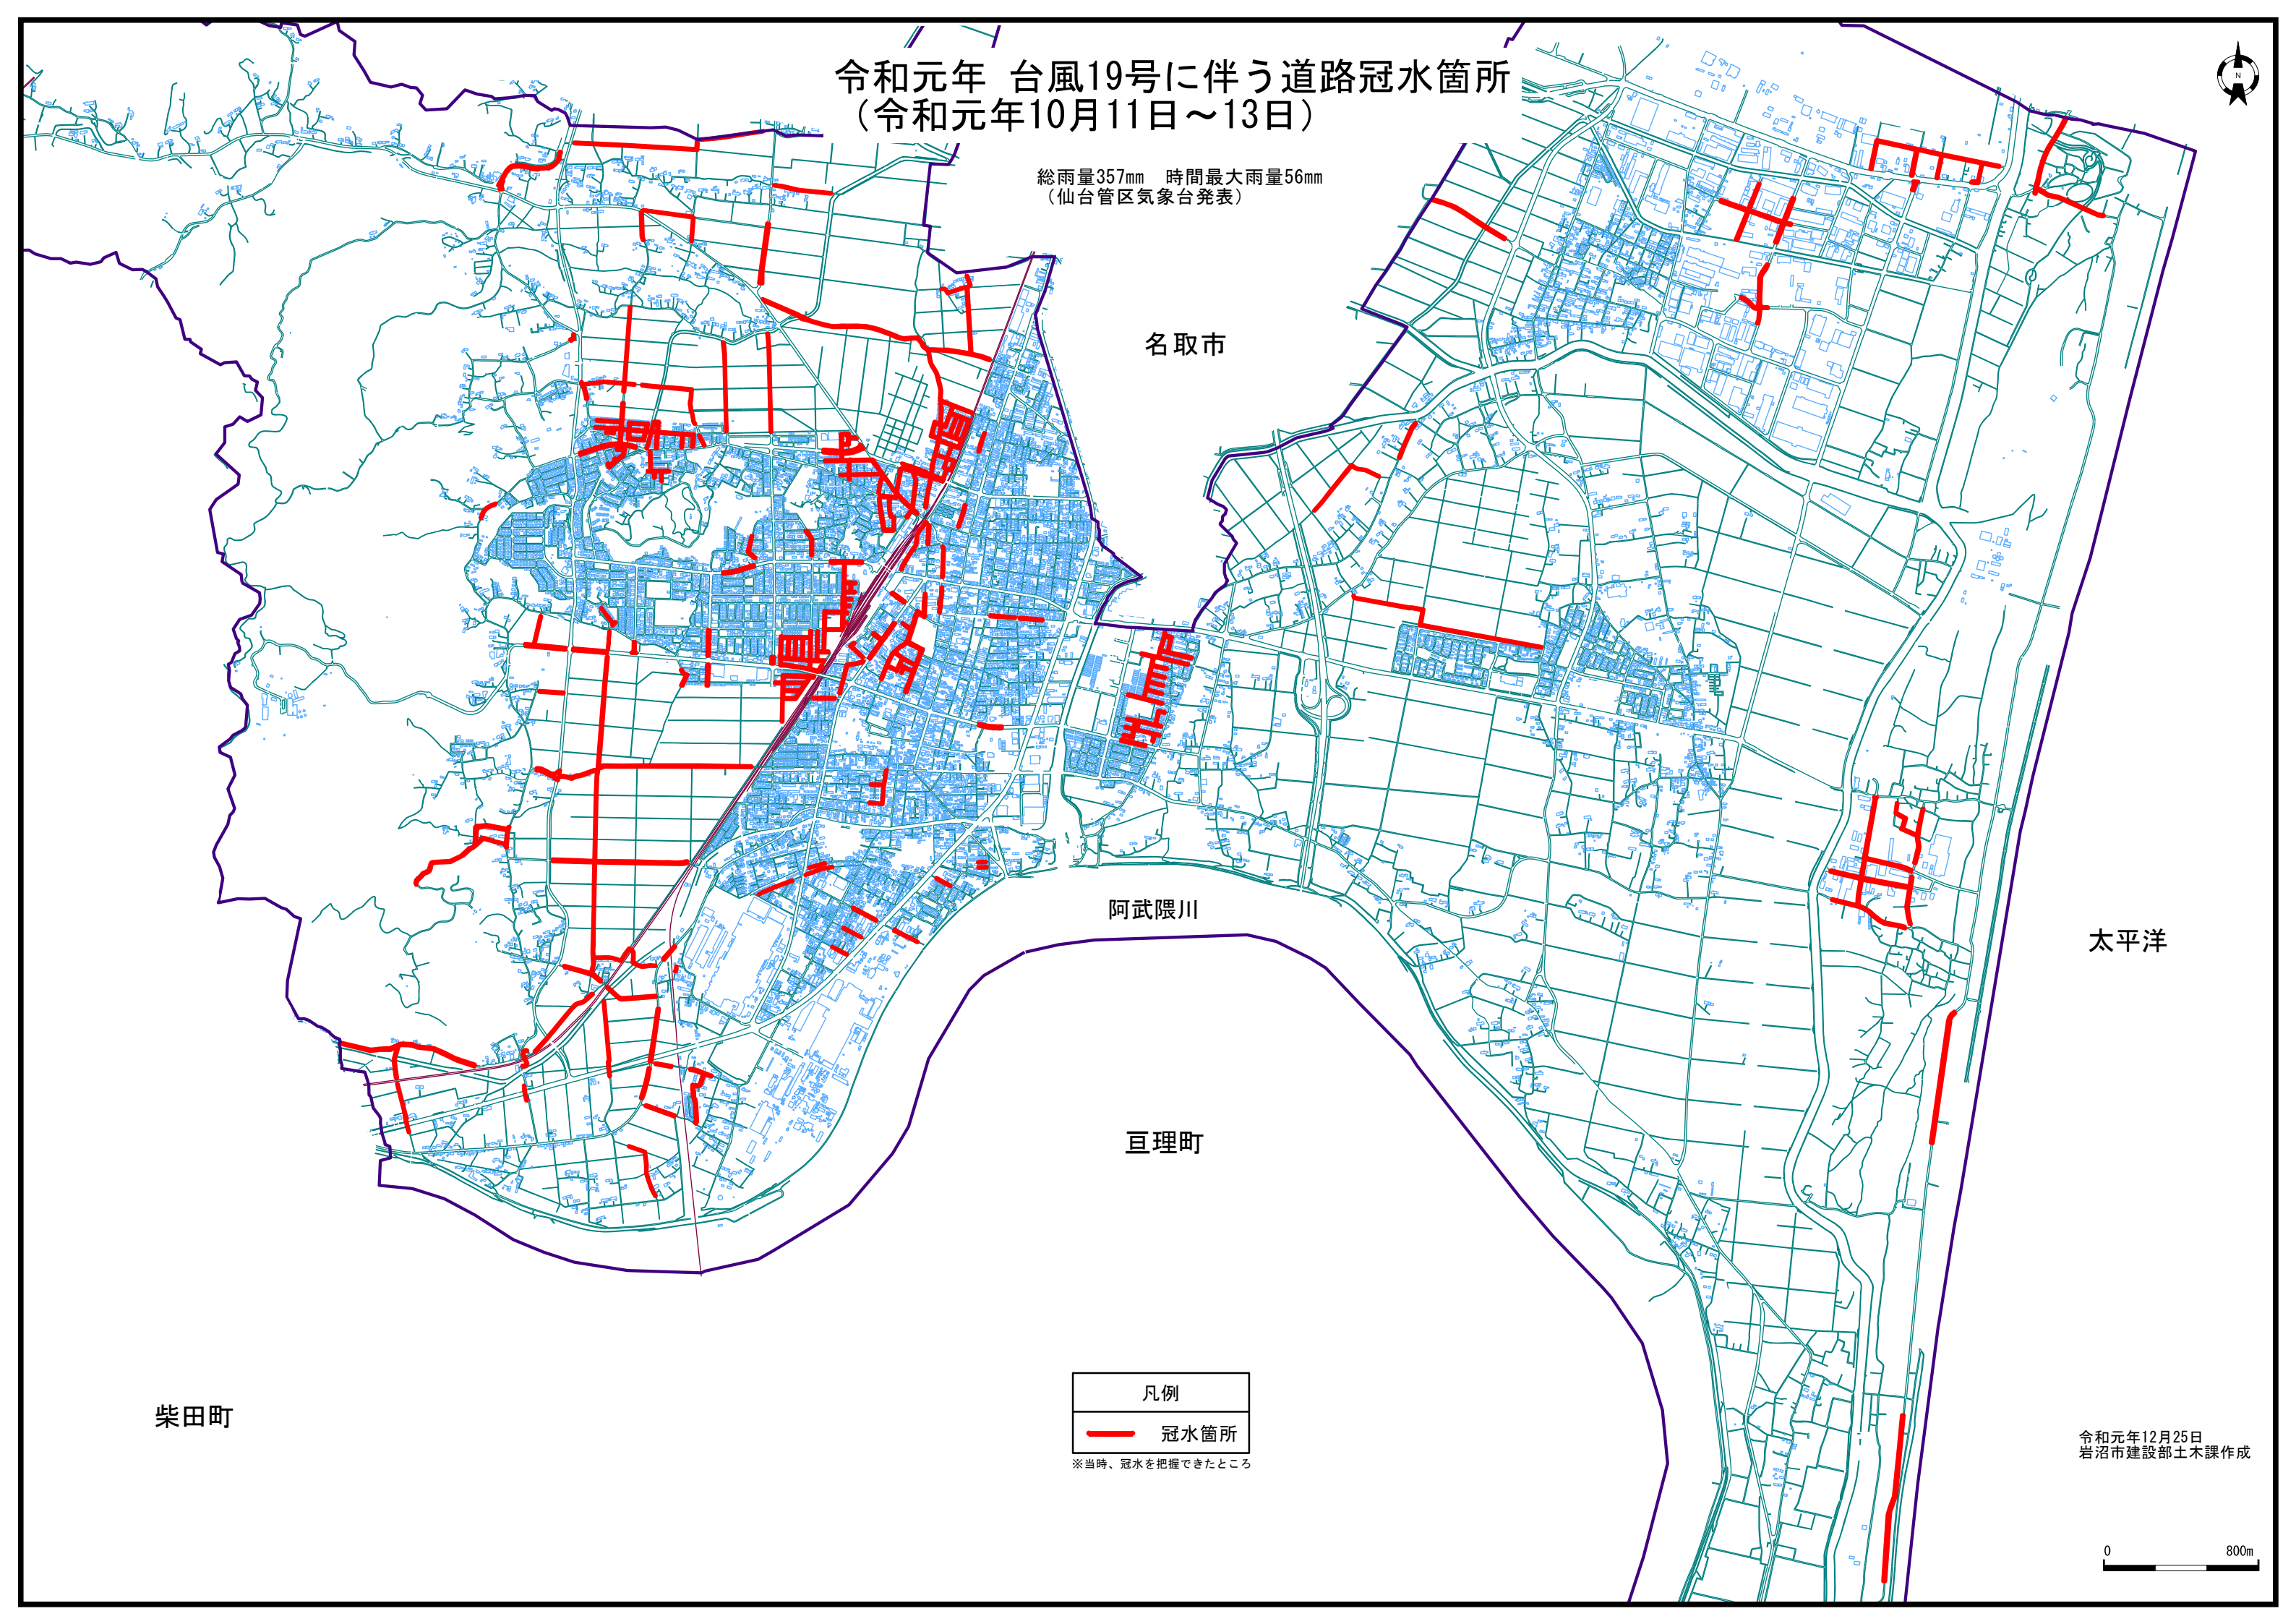 令和元年 台風19号に伴う道路冠水箇所
（令和元年10月11日～13日）
N
総雨量357mm 時間最大雨量56mm
（仙台管区気象台発表）
名取市
阿武隈川
太平洋
亘理町
柴田町
凡例
冠水箇所
※当時、冠水を把握できたところ
令和元年12月25日
岩沼市建設部土木課作成
0 800m